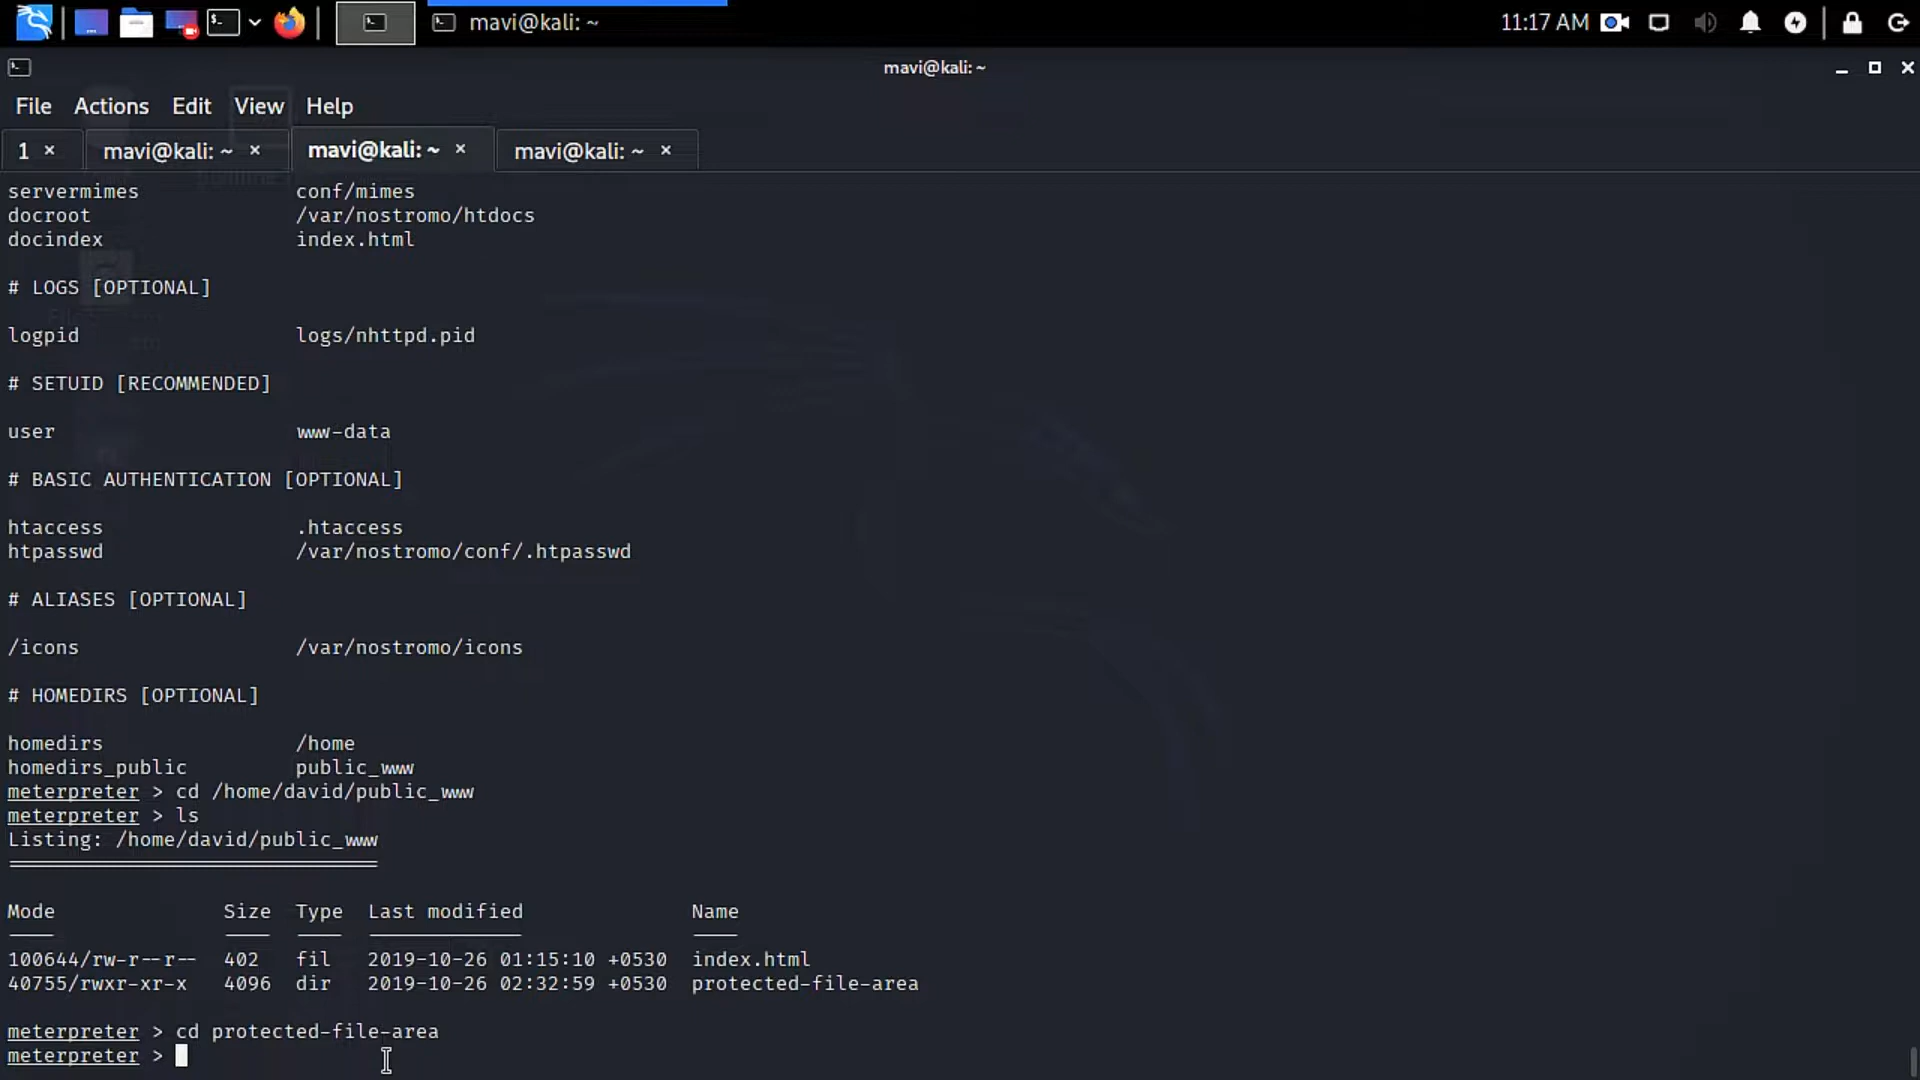 mavi@kali: ~
11:17 AM
mavi@kali: ~
File Actions Edit View Help
1 mavi@kali: ~ mavi@kali: ~ mavi@kali: ~
servermimes conf/mimes
docroot /var/nostromo/htdocs
docindex index.html
# LOGS [OPTIONAL]
logpid logs/nhttpd.pid
# SETUID [RECOMMENDED]
user www-data
# BASIC AUTHENTICATION [OPTIONAL]
htaccess .htaccess
htpasswd /var/nostromo/conf/.htpasswd
# ALIASES [OPTIONAL]
/icons /var/nostromo/icons
# HOMEDIRS [OPTIONAL]
homedirs /home
homedirs_public public_www
meterpreter > cd /home/david/public_www
meterpreter > ls
Listing: /home/david/public_www
Mode Size Type Last modified Name
100644/rw-r--r-- 402 fil 2019-10-26 01:15:10 +0530 index.html
40755/rwxr-xr-x 4096 dir 2019-10-26 02:32:59 +0530 protected-file-area
meterpreter > cd protected-file-area
meterpreter >